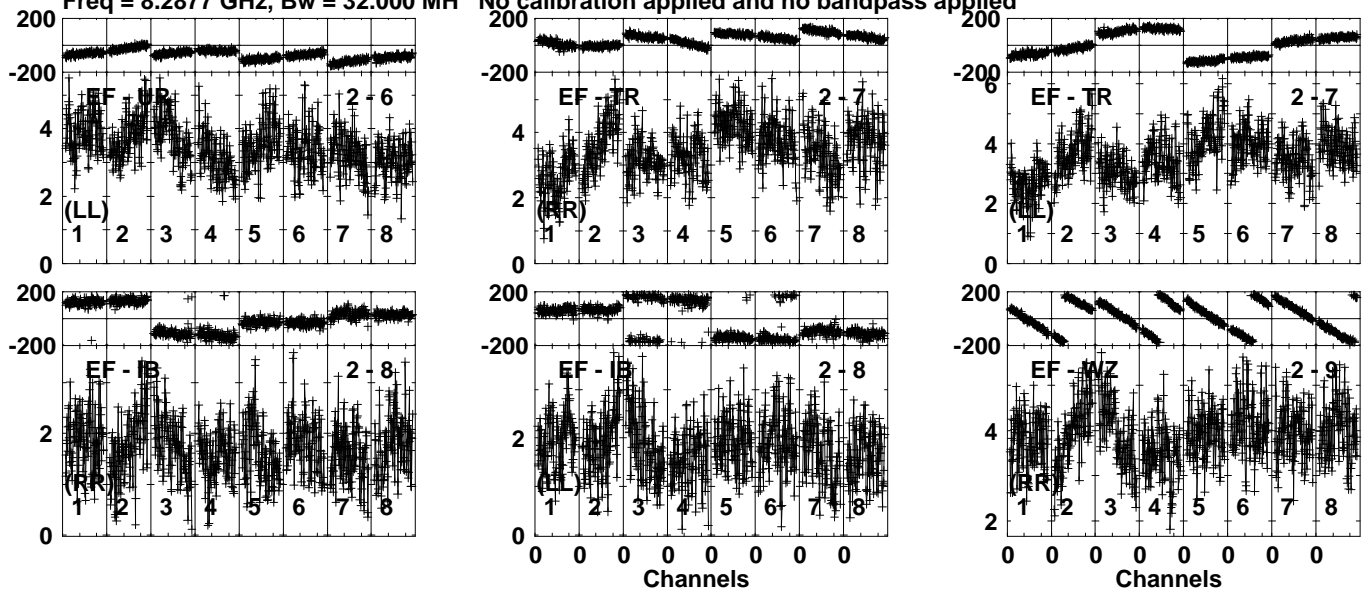 Freq = 8.2877 GHz, Bw = 32.000 MH No calibration applied and no bandpass applied
200
-200
EF - UR 2 - 6
4
2
(LL)
1 2 3 4 5 6 7 8
0
200
-200
EF - TR 2 - 7
4
2
(RR)
1 2 3 4 5 6 7 8
0
200
-200
6
EF - TR 2 - 7
4
2
(LL)
1 2 3 4 5 6 7 8
0
200
-200
EF - IB 2 - 8
2
(RR)
1 2 3 4 5 6 7 8
0
200
-200
EF - IB 2 - 8
2
(LL)
1 2 3 4 5 6 7 8
0
0 0 0 0 0 0 0 0
Channels
200
-200
EF - WZ 2 - 9
4
(RR)
1 2 3 4 5 6 7 8
2
0 0 0 0 0 0 0 0
Channels